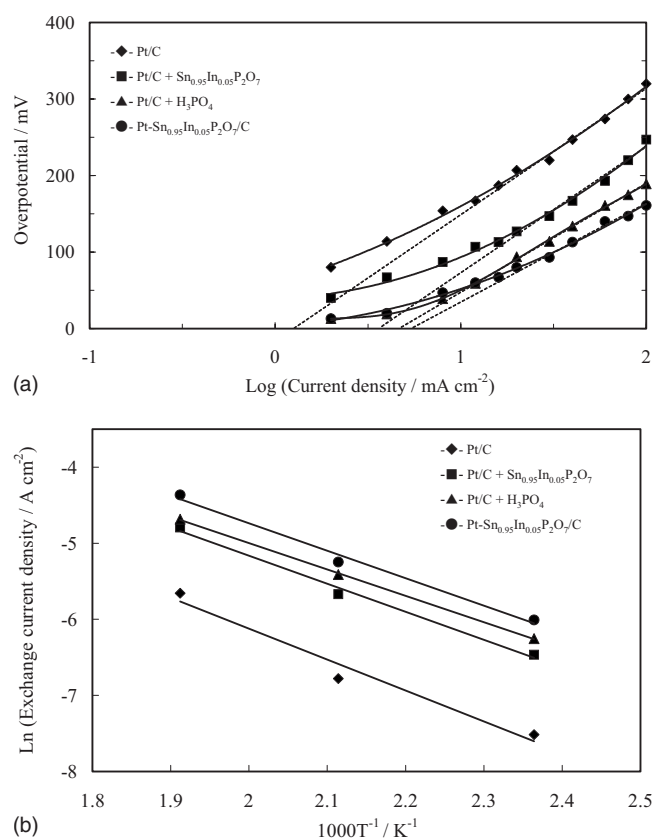 400
300
200
100
0
-1
0
1
2
Overpotential / mV
Pt/C
Pt/C + Sn₀.₉₅In₀.₀₅P₂O₇
Pt/C + H₃PO₄
Pt-Sn₀.₉₅In₀.₀₅P₂O₇/C
Log (Current density / mA cm⁻²)
(a)
-4
-5
-6
-7
-8
1.8
1.9
2
2.1
2.2
2.3
2.4
2.5
Ln (Exchange current density / A cm⁻²)
Pt/C
Pt/C + Sn₀.₉₅In₀.₀₅P₂O₇
Pt/C + H₃PO₄
Pt-Sn₀.₉₅In₀.₀₅P₂O₇/C
1000T⁻¹ / K⁻¹
(b)